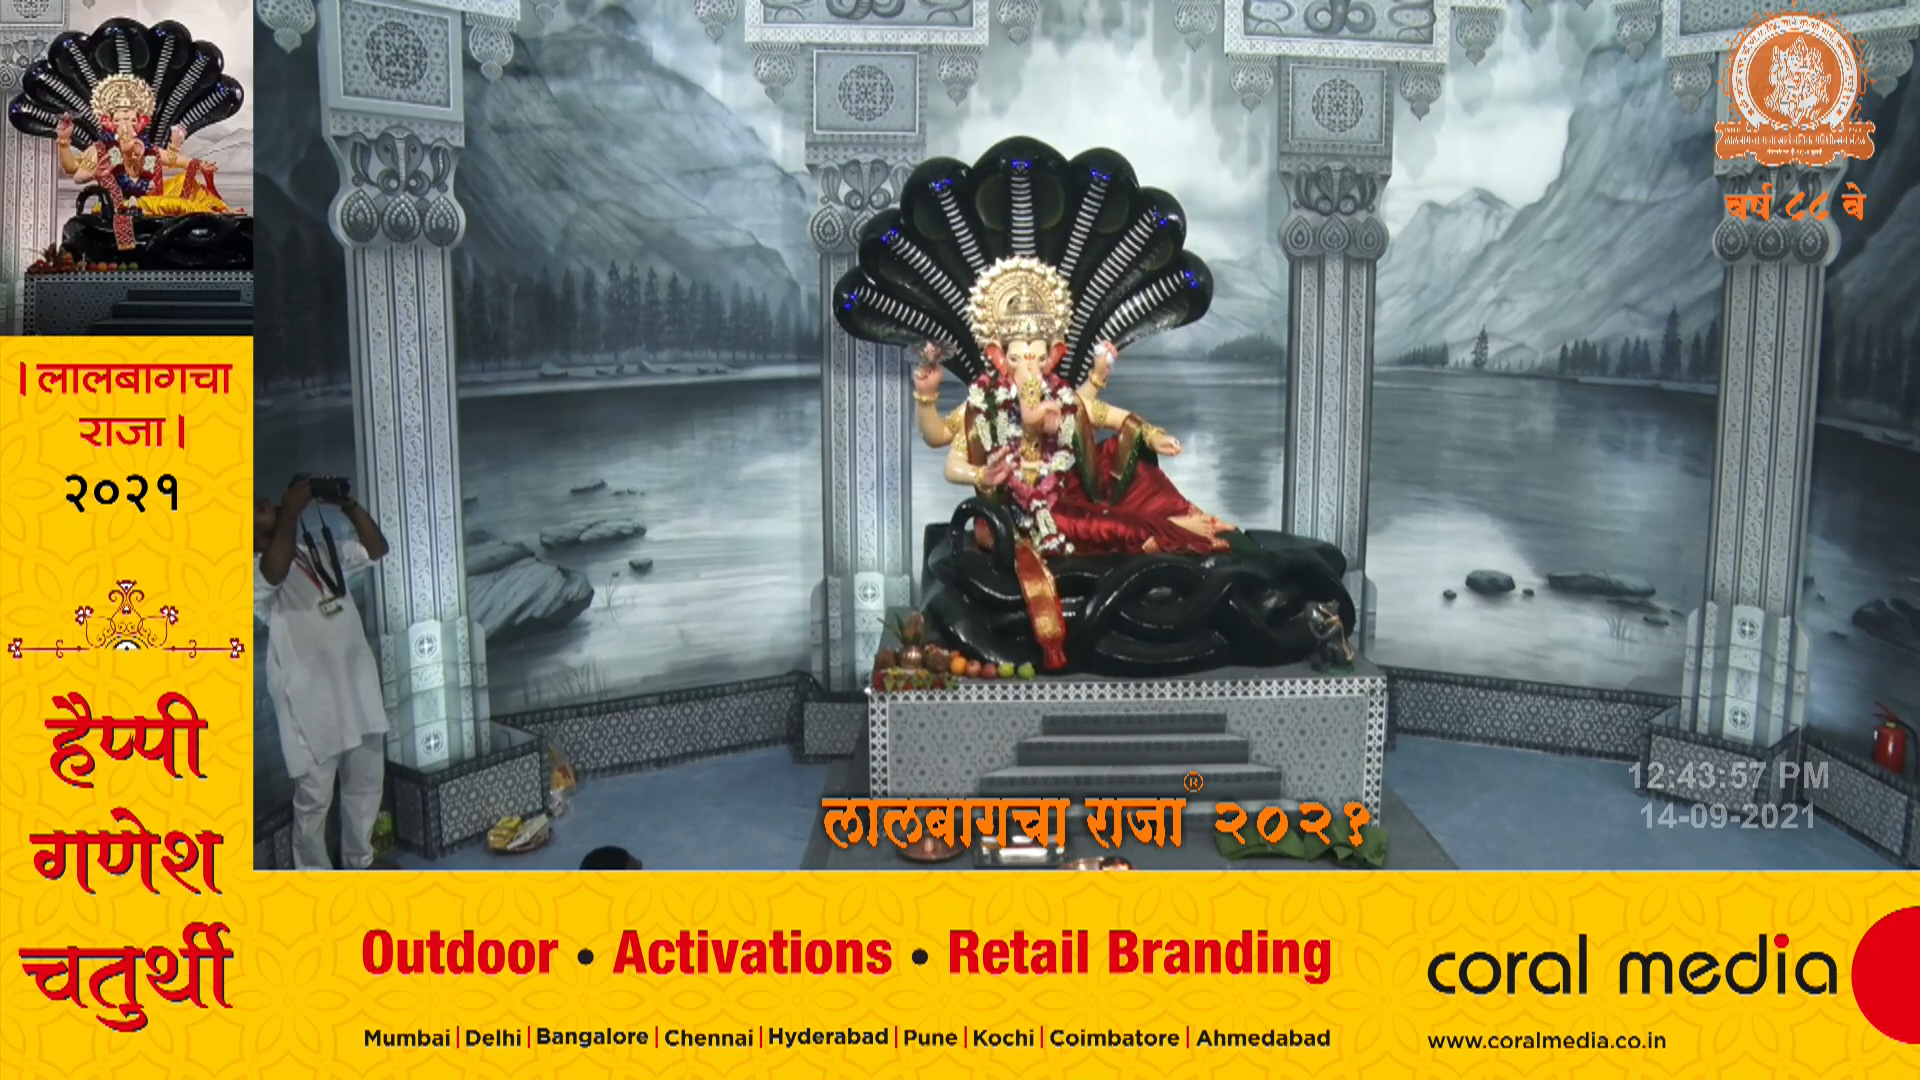 ।लालबागचा
राजा।
२०२१
हैप्पी
गणेश
चतुर्थी
वर्ष ८८ वे
12:43:57 PM
14-09-2021
लालबागचा राजा® २०२१
Outdoor • Activations • Retail Branding
Mumbai|Delhi|Bangalore|Chennai|Hyderabad|Pune|Kochi|Coimbatore|Ahmedabad
coral media
www.coralmedia.co.in